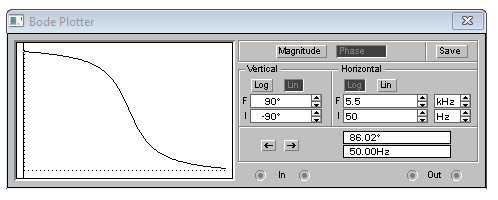 Bode Plotter
Magnitude Phase Save
Vertical Horizontal
Log Lin Log Lin
F 90° F 5.5 kHz
I -90° I 50 Hz
86.02°
50.00Hz
In Out